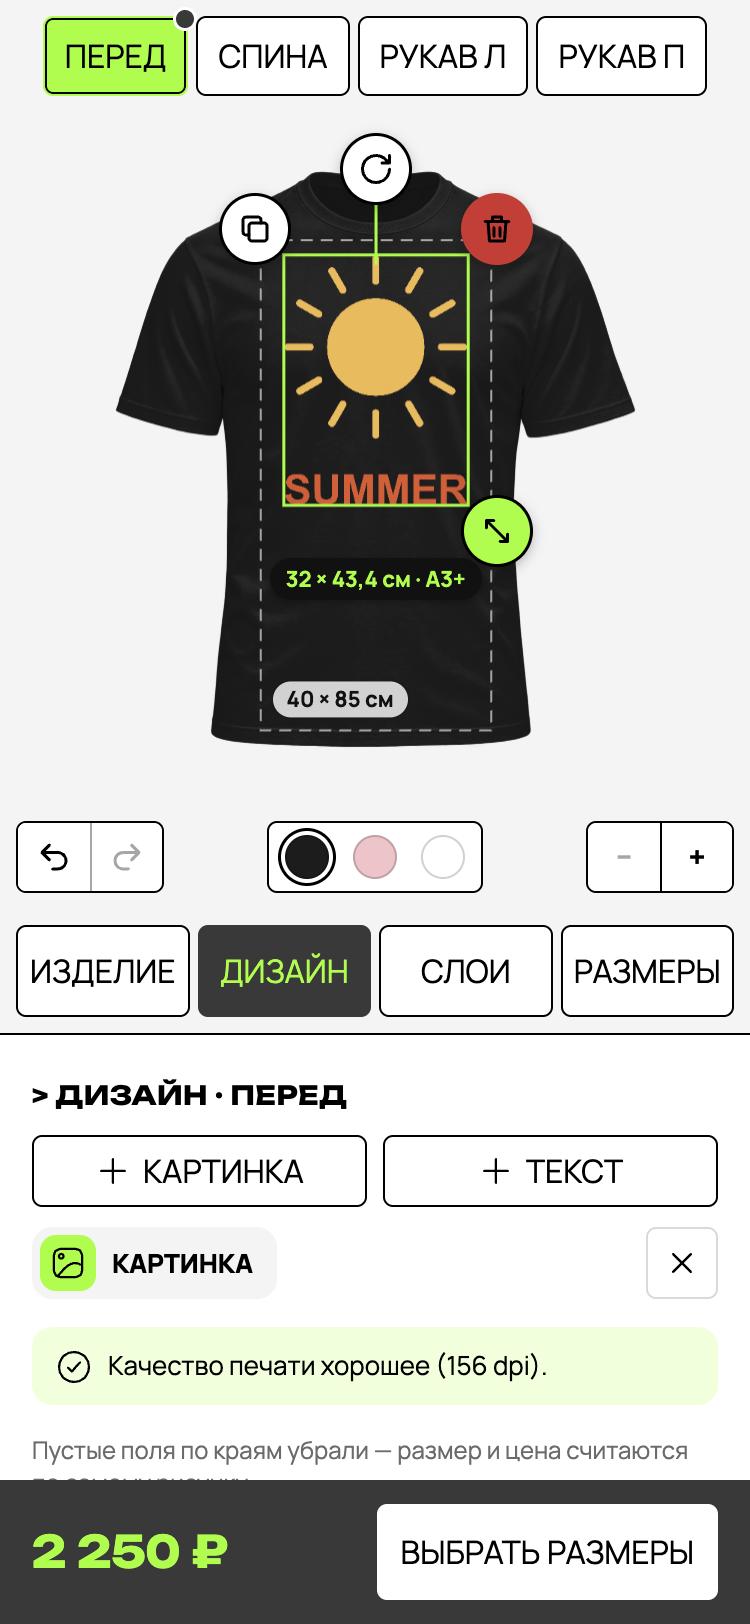 ПЕРЕД
СПИНА
РУКАВ Л
РУКАВ П
SUMMER
32 × 43,4 см · А3+
40 × 85 см
ИЗДЕЛИЕ
ДИЗАЙН
СЛОИ
РАЗМЕРЫ
> ДИЗАЙН · ПЕРЕД
+ КАРТИНКА
+ ТЕКСТ
КАРТИНКА
Качество печати хорошее (156 dpi).
Пустые поля по краям убрали — размер и цена считаются
2 250 ₽
ВЫБРАТЬ РАЗМЕРЫ